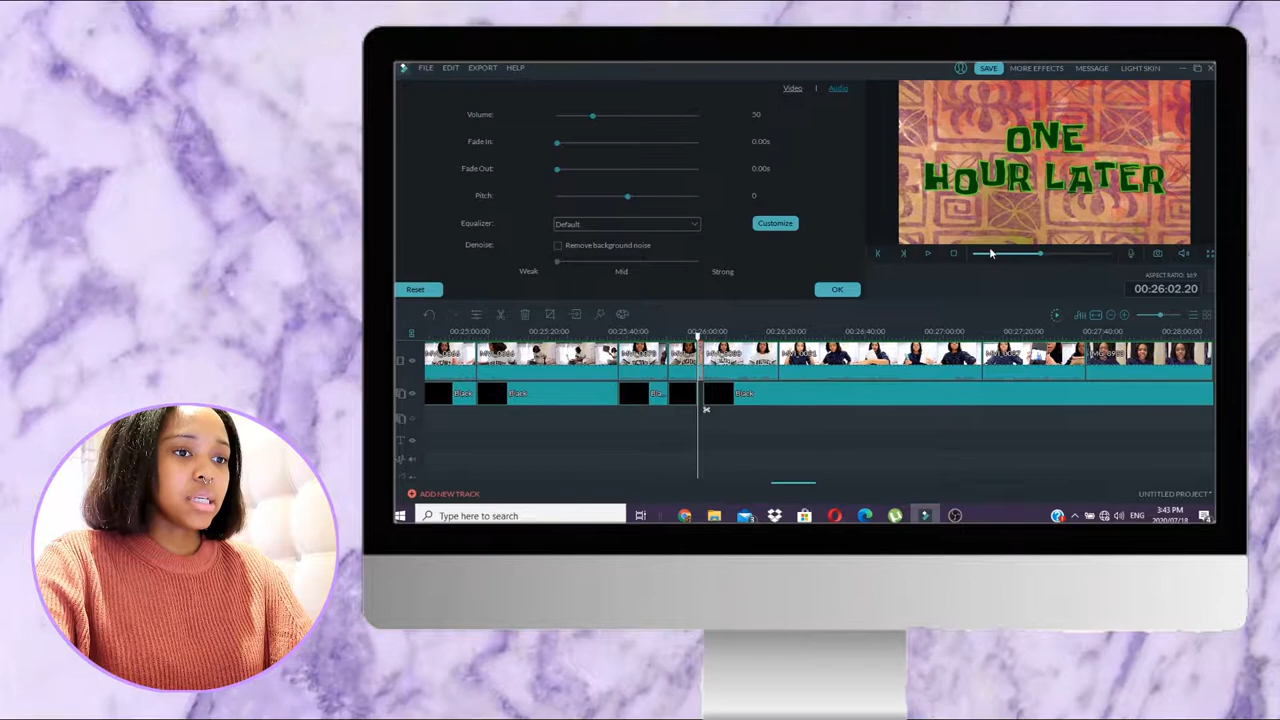 FILE EDIT EXPORT HELP SAVE MORE EFFECTS MESSAGE LIGHT SKIN
Video | Audio
Volume: 50
Fade In: 0.00s
Fade Out: 0.00s
Pitch: 0
Equalizer: Default Customize
Denoise: Remove background noise
Weak Mid Strong
Reset OK
ONE
HOUR LATER
ASPECT RATIO: 16:9
00:26:02.20
00:25:00:00 00:25:20:00 00:25:40:00 00:26:00:00 00:26:20:00 00:26:40:00 00:27:00:00 00:27:20:00 00:27:40:00 00:28:00:00
Black Black Bla Black
ADD NEW TRACK UNTITLED PROJECT*
Type here to search
ENG 3:43 PM
2020/07/18